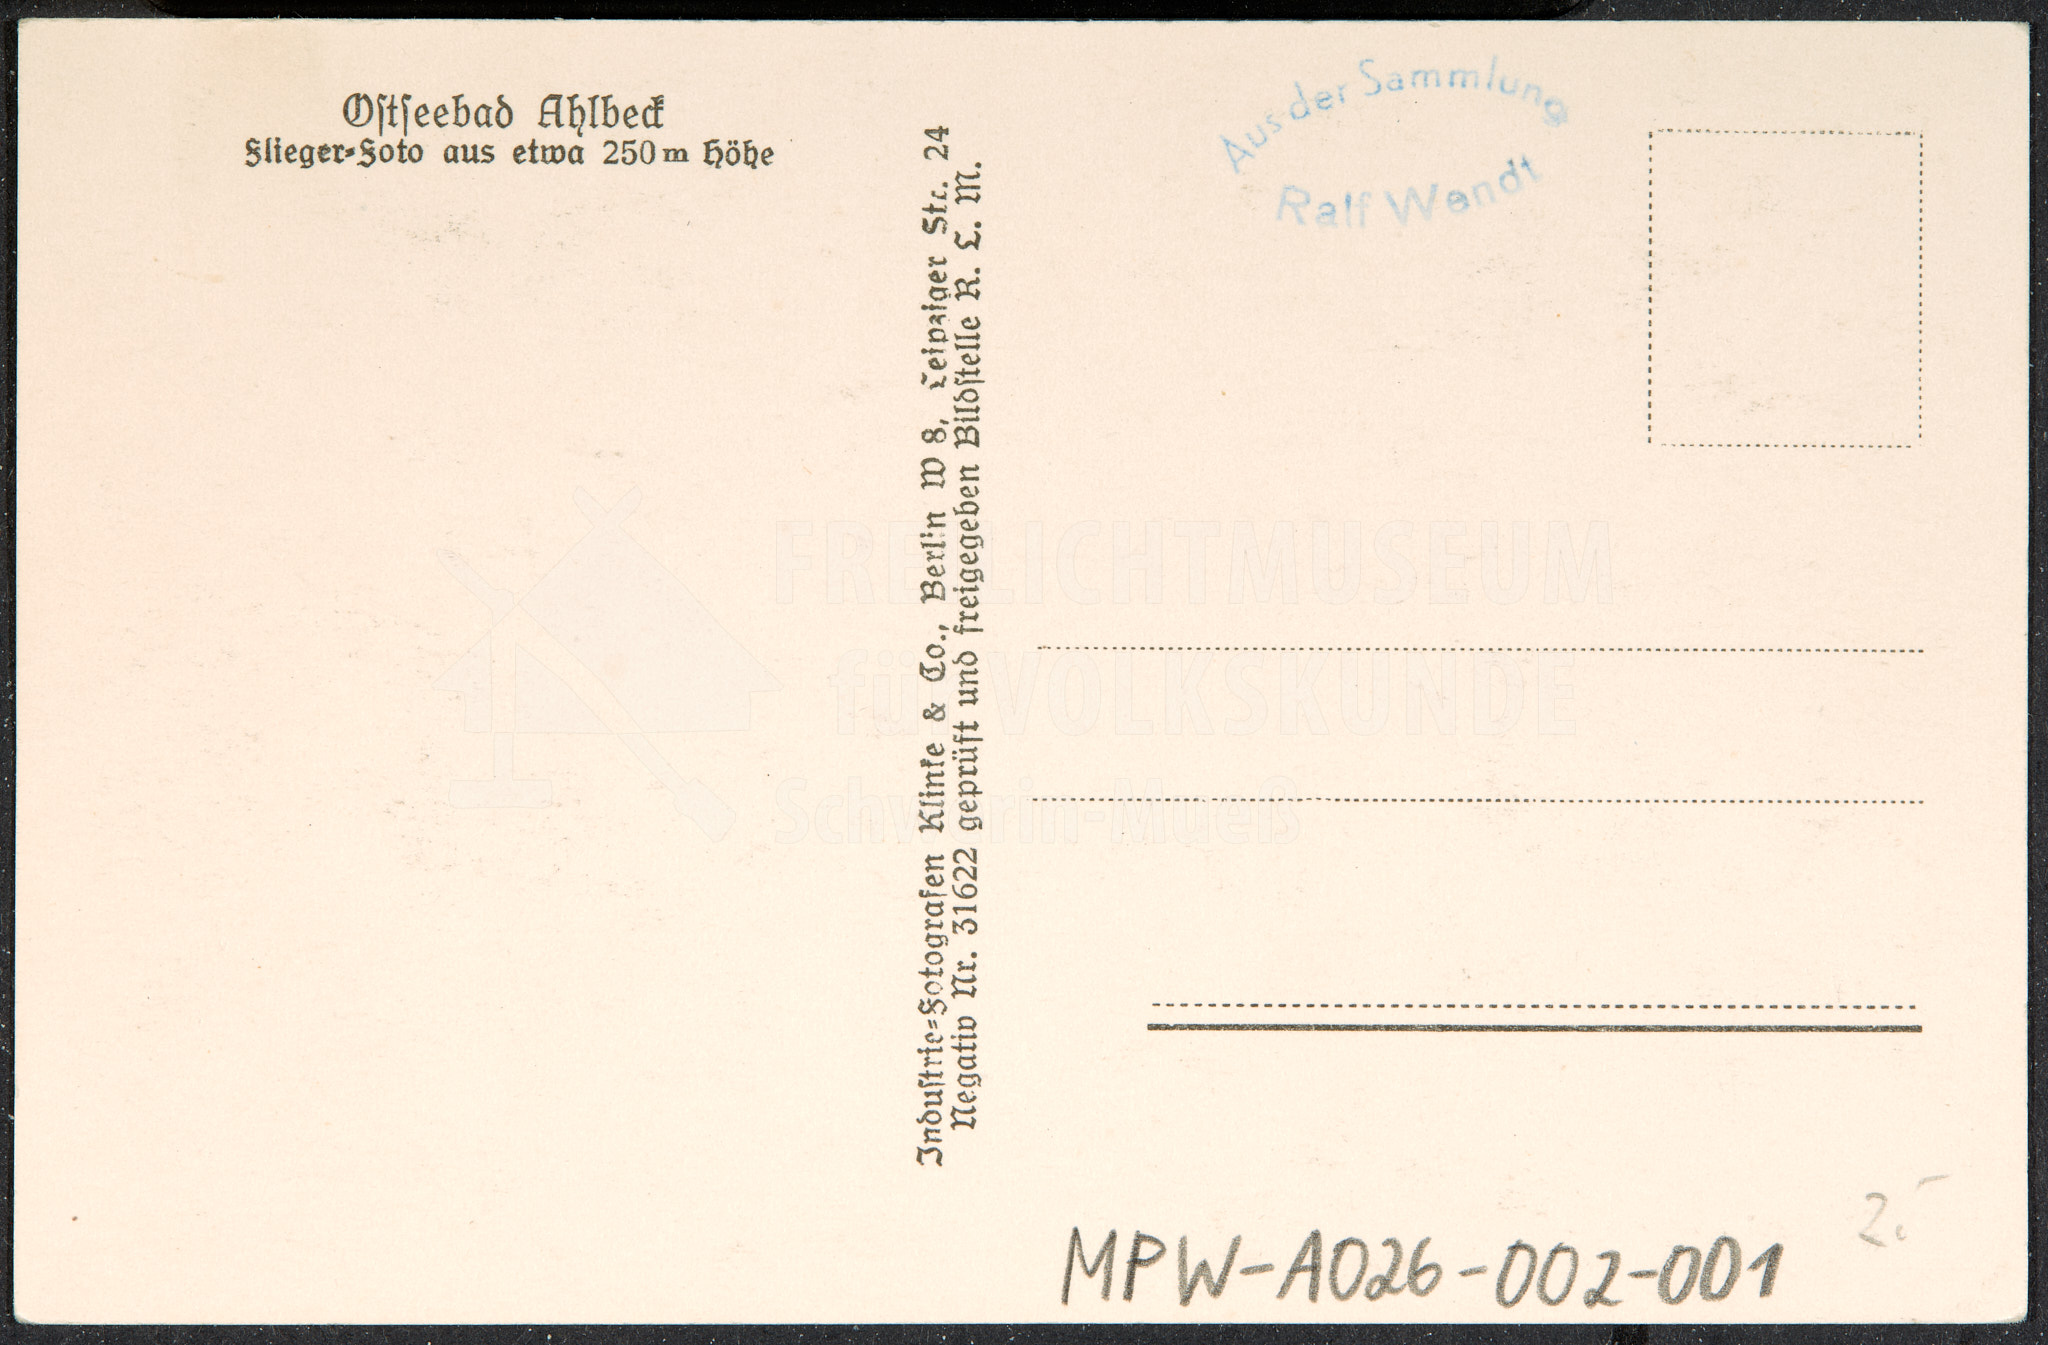 Ostseebad Ahlbeck
Flieger-Foto aus etwa 250 m Höhe
Industrie-Fotografen Klinke & Co., Berlin W 8, Leipziger Str. 24
Negativ Nr. 31622 geprüft und freigegeben Bildstelle R. L. M.
Aus der Sammlung
Ralf Wendt
FREILICHTMUSEUM
für VOLKSKUNDE
Schwerin-Mueß
2.-
MPW-A026-002-001